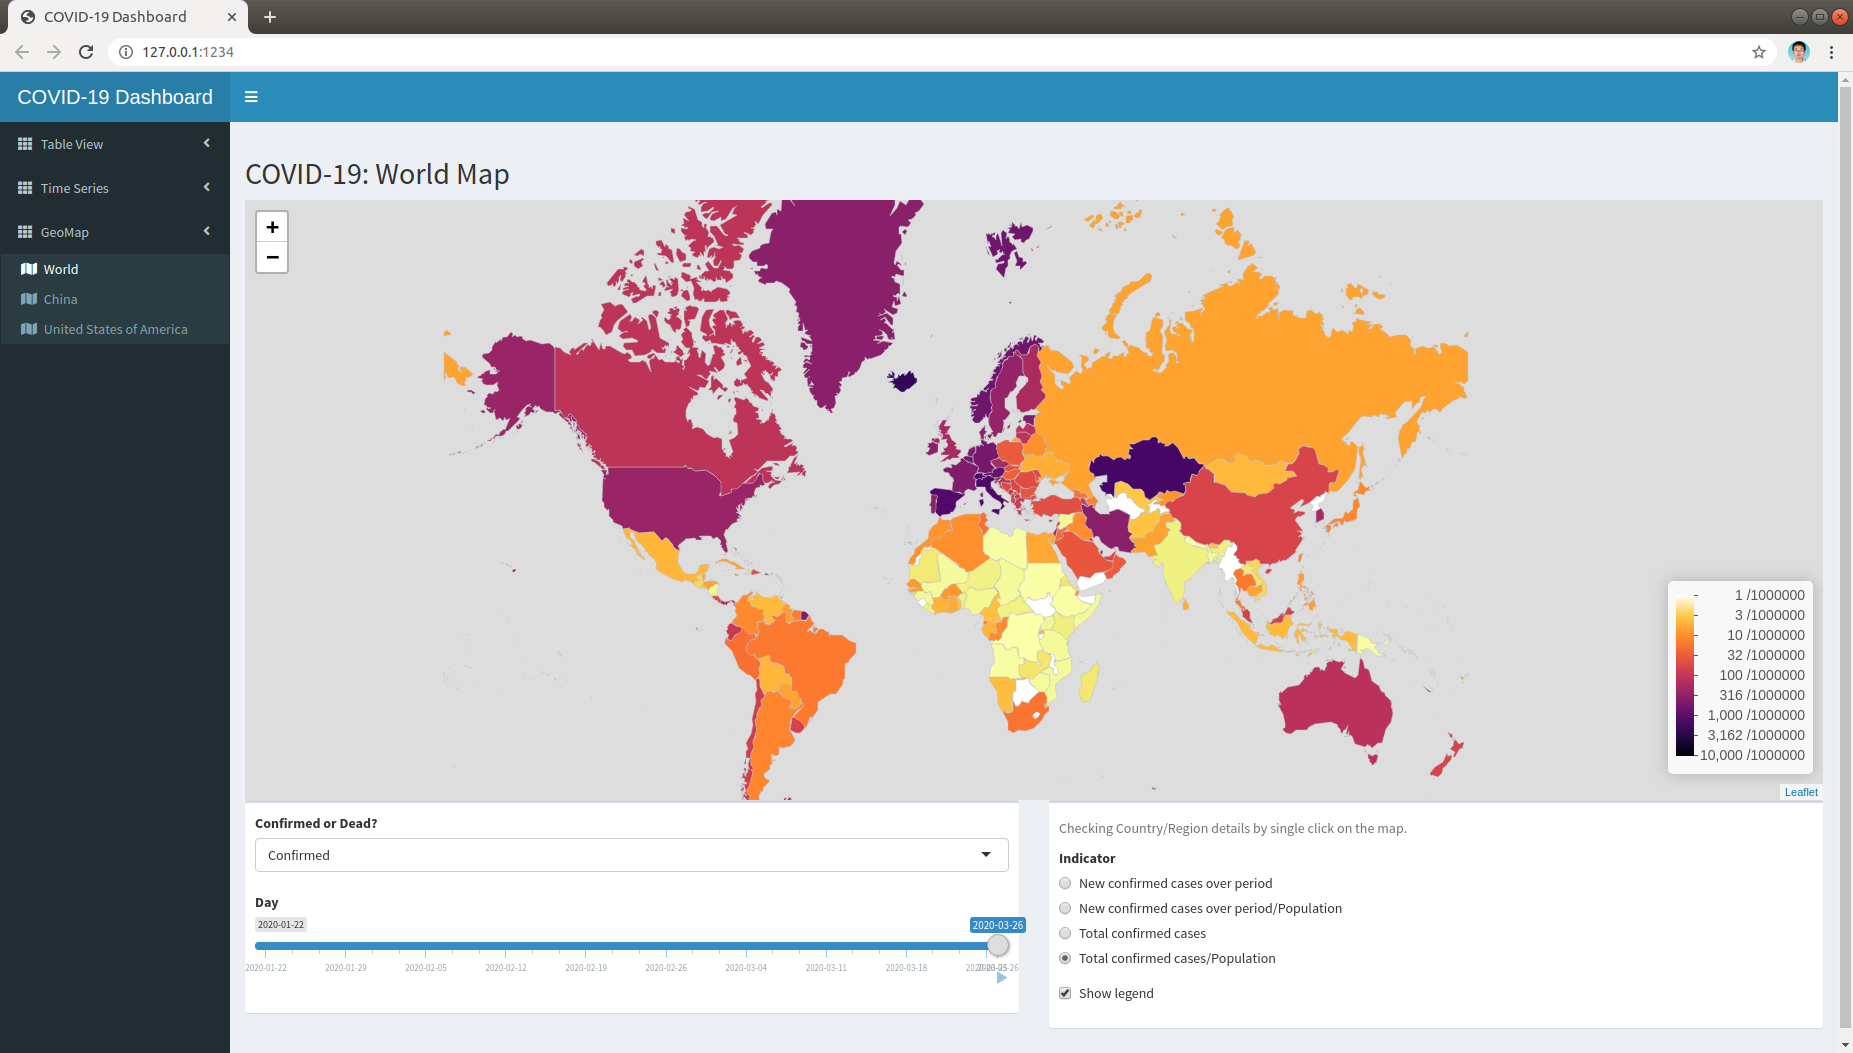 COVID-19 Dashboard
127.0.0.1:1234
COVID-19 Dashboard
Table View
Time Series
GeoMap
World
China
United States of America
COVID-19: World Map
+
−
1 /1000000
3 /1000000
10 /1000000
32 /1000000
100 /1000000
316 /1000000
1,000 /1000000
3,162 /1000000
10,000 /1000000
Leaflet
Confirmed or Dead?
Confirmed
Day
2020-01-22
2020-03-26
2020-01-22 2020-01-29 2020-02-05 2020-02-12 2020-02-19 2020-02-26 2020-03-04 2020-03-11 2020-03-18
Checking Country/Region details by single click on the map.
Indicator
New confirmed cases over period
New confirmed cases over period/Population
Total confirmed cases
Total confirmed cases/Population
Show legend